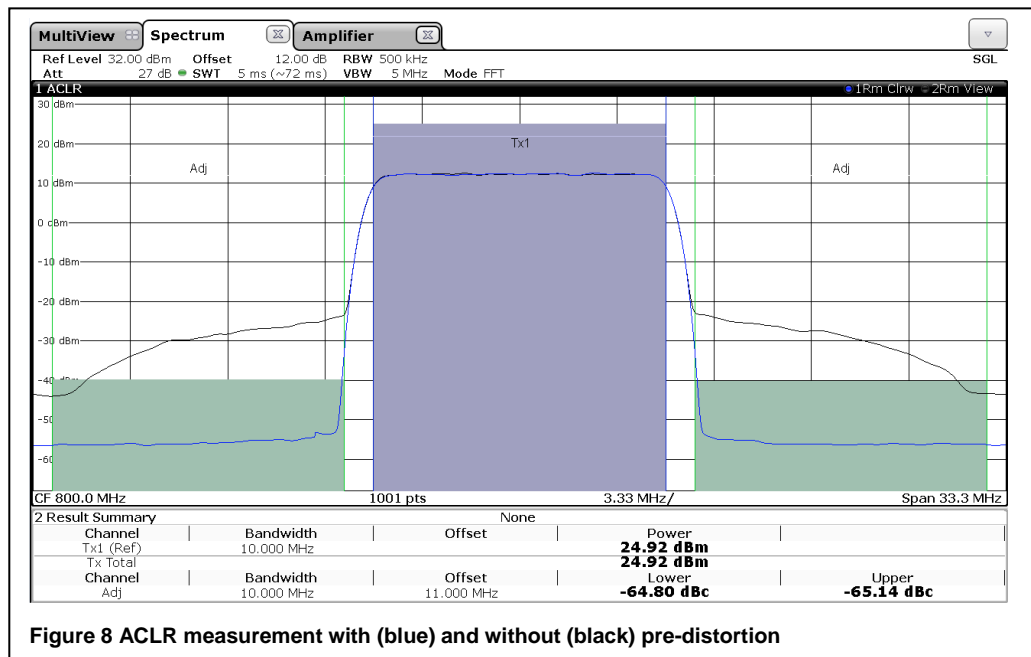 MultiView Spectrum Amplifier
Ref Level 32.00 dBm Offset 12.00 dB RBW 500 kHz SGL
Att 27 dB SWT 5 ms (~72 ms) VBW 5 MHz Mode FFT
1 ACLR 1Rm Clrw 2Rm View
30 dBm
20 dBm
Tx1
Adj Adj
10 dBm
0 dBm
-10 dBm
-20 dBm
-30 dBm
-40 dBm
-50
-60
CF 800.0 MHz 1001 pts 3.33 MHz/ Span 33.3 MHz
2 Result Summary None
Channel Bandwidth Offset Power
Tx1 (Ref) 10.000 MHz 24.92 dBm
Tx Total 24.92 dBm
Channel Bandwidth Offset Lower Upper
Adj 10.000 MHz 11.000 MHz -64.80 dBc -65.14 dBc
Figure 8 ACLR measurement with (blue) and without (black) pre-distortion